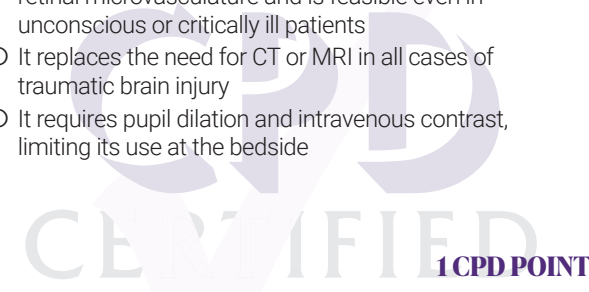 retinal microvasculature and is feasible even in
unconscious or critically ill patients
O It replaces the need for CT or MRI in all cases of
traumatic brain injury
O It requires pupil dilation and intravenous contrast,
limiting its use at the bedside
CPD
CERTIFIED
1 CPD POINT